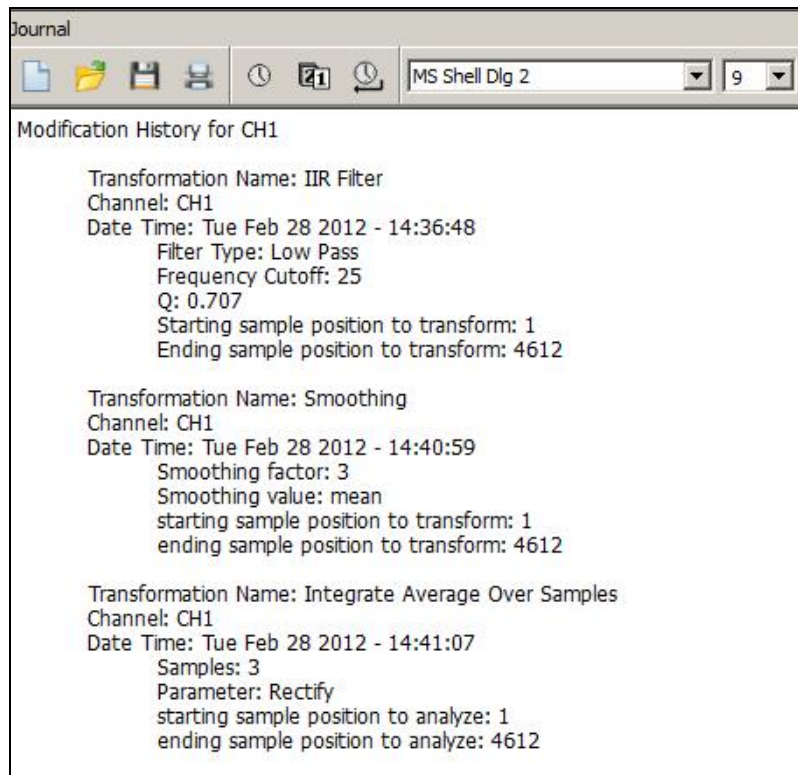 Journal
MS Shell Dlg 2 9
Modification History for CH1
Transformation Name: IIR Filter
Channel: CH1
Date Time: Tue Feb 28 2012 - 14:36:48
Filter Type: Low Pass
Frequency Cutoff: 25
Q: 0.707
Starting sample position to transform: 1
Ending sample position to transform: 4612
Transformation Name: Smoothing
Channel: CH1
Date Time: Tue Feb 28 2012 - 14:40:59
Smoothing factor: 3
Smoothing value: mean
starting sample position to transform: 1
ending sample position to transform: 4612
Transformation Name: Integrate Average Over Samples
Channel: CH1
Date Time: Tue Feb 28 2012 - 14:41:07
Samples: 3
Parameter: Rectify
starting sample position to analyze: 1
ending sample position to analyze: 4612